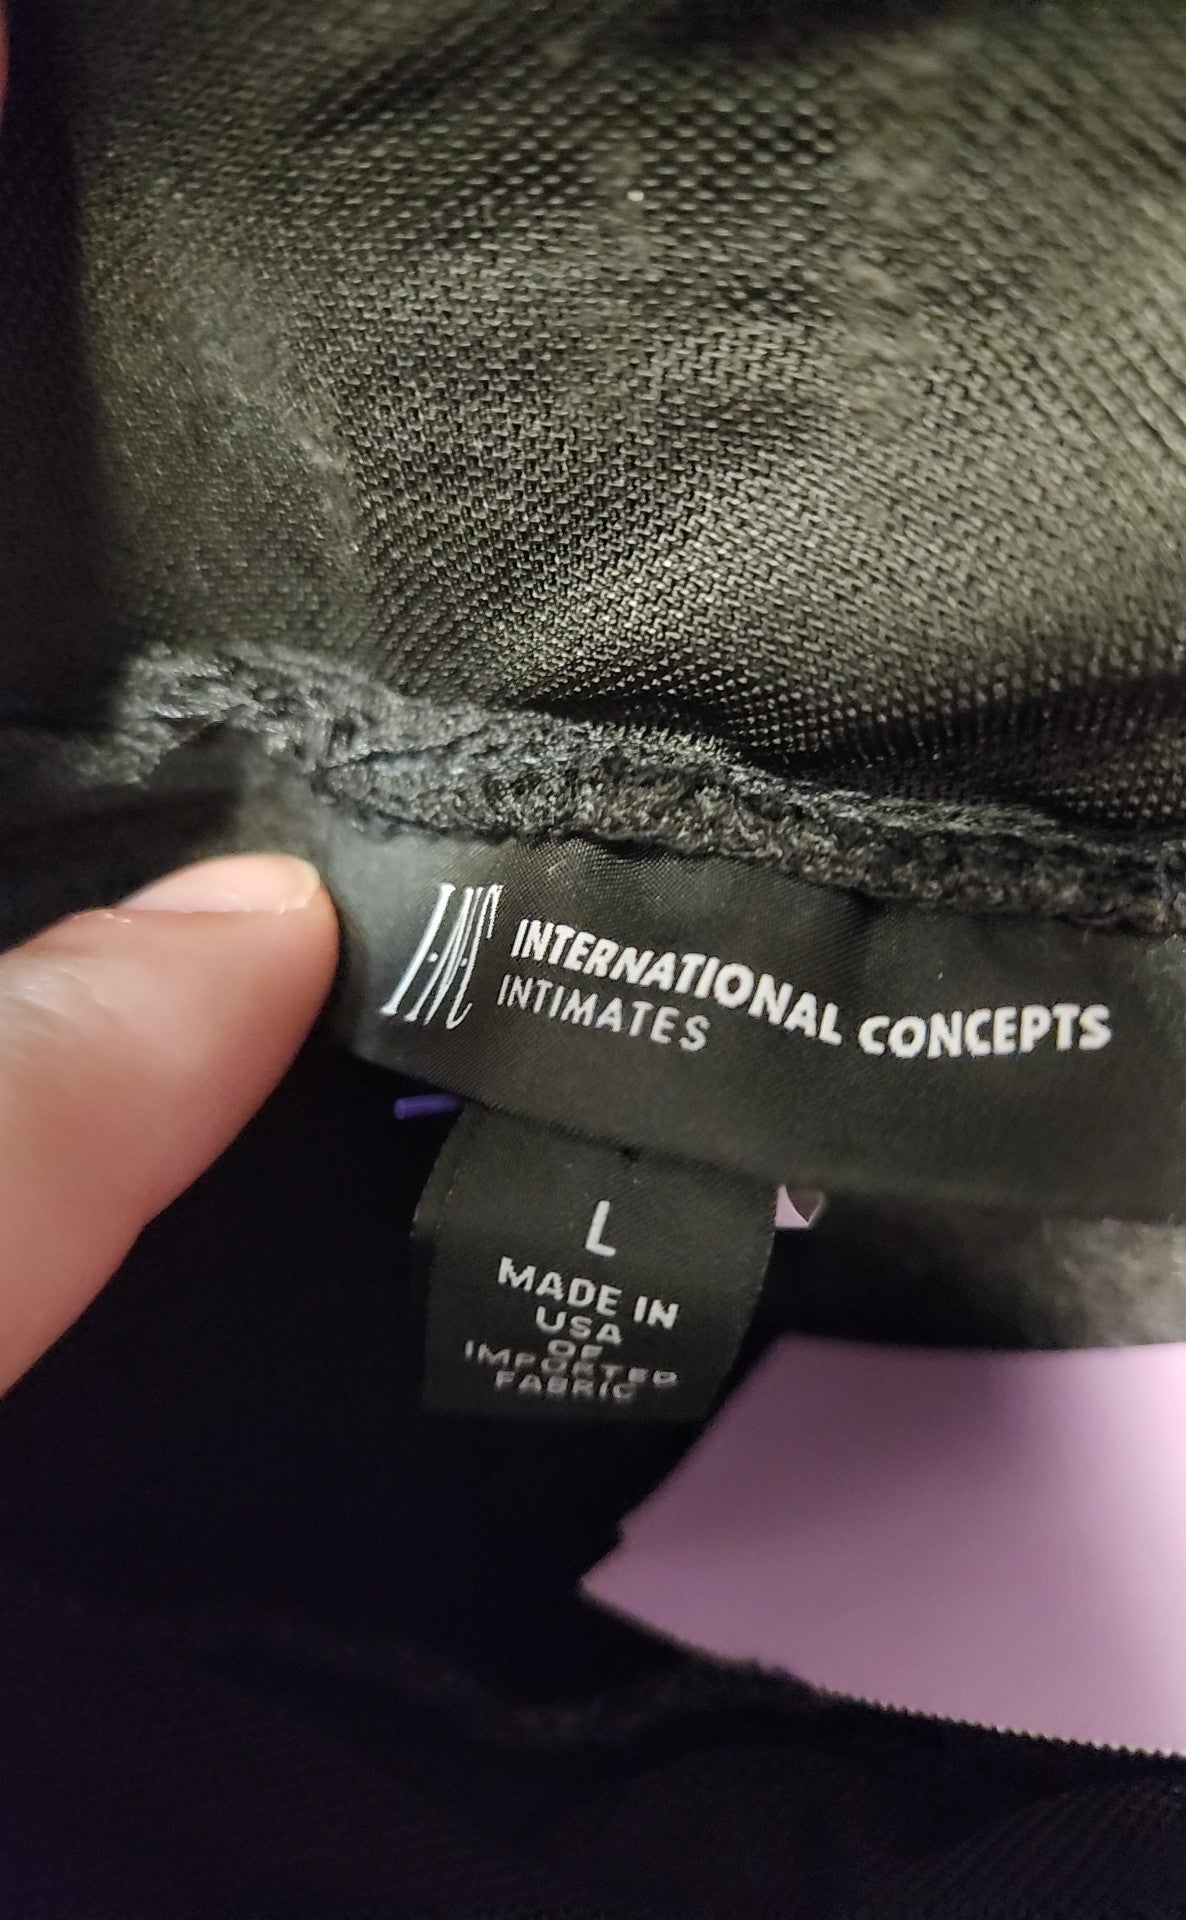 I·N·C INTERNATIONAL CONCEPTS
INTIMATES
L
MADE IN
USA
OF
IMPORTED
FABRIC